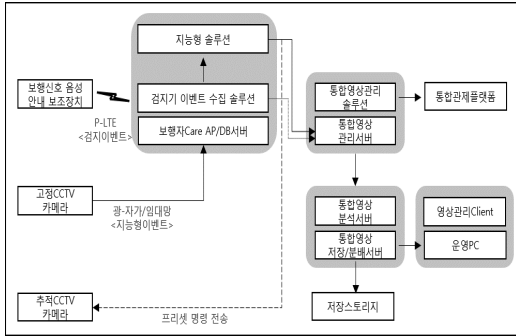 지능형 솔루션
보행신호 음성
안내 보조장치
검지기 이벤트 수집 솔루션
통합영상관리
솔루션
통합관제플랫폼
P-LTE
<검지이벤트>
보행자Care AP/DB서버
통합영상
관리서버
고정CCTV
카메라
광-자가/임대망
<지능형이벤트>
통합영상
분석서버
영상관리Client
통합영상
저장/분배서버
운영PC
추적CCTV
카메라
프리셋 명령 전송
저장스토리지